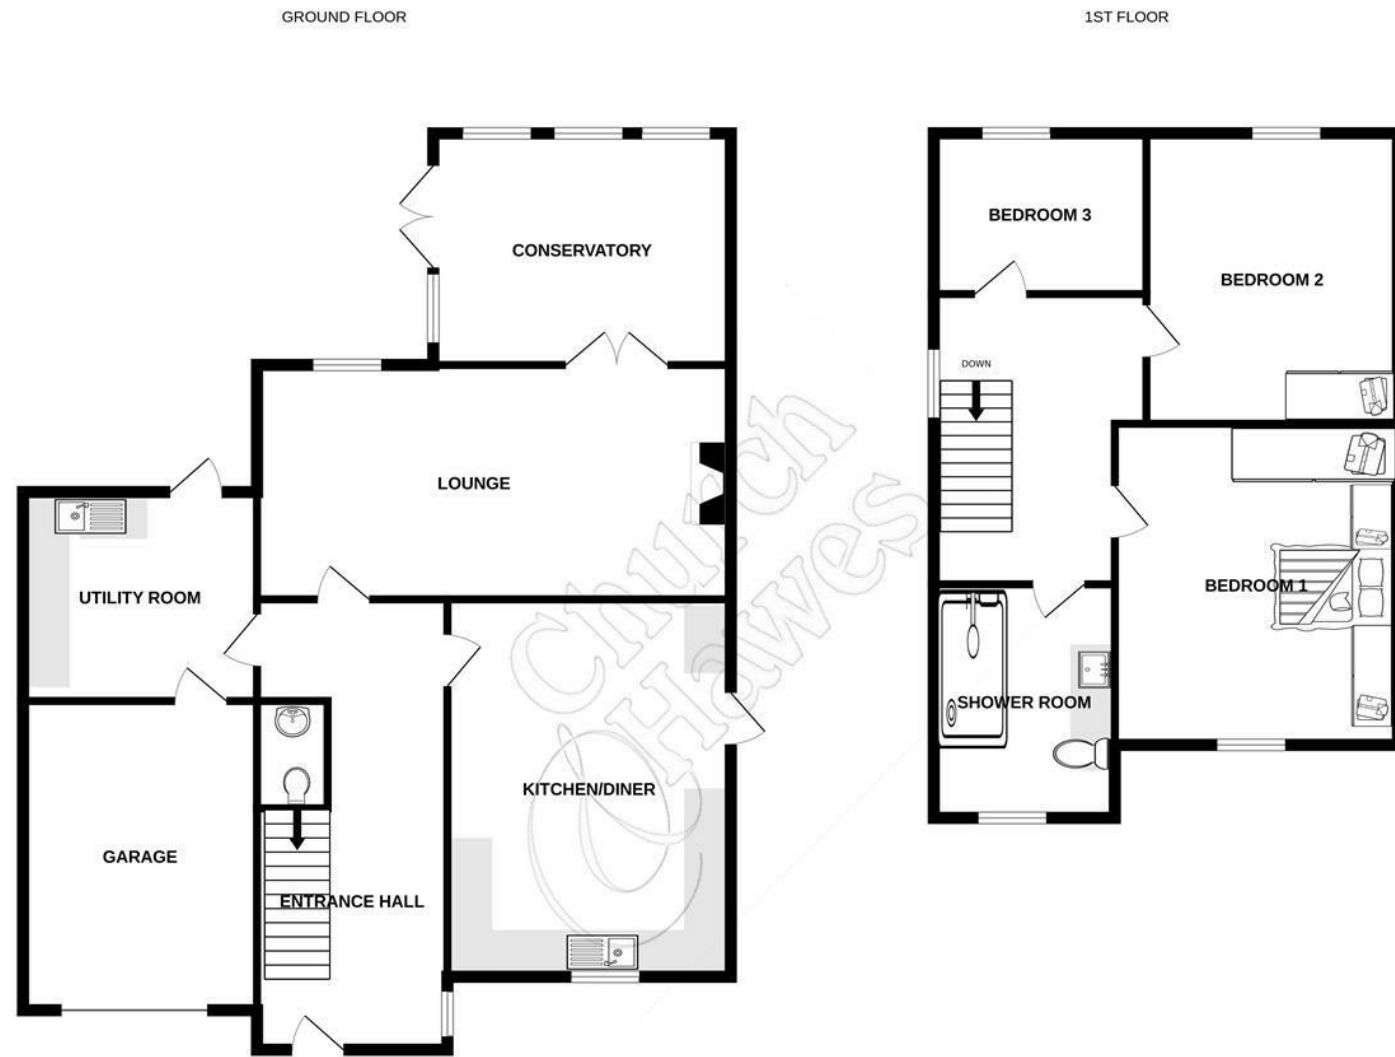 GROUND FLOOR
1ST FLOOR
CONSERVATORY
LOUNGE
UTILITY ROOM
KITCHEN/DINER
GARAGE
ENTRANCE HALL
BEDROOM 3
BEDROOM 2
DOWN
BEDROOM 1
SHOWER ROOM
Church
Hawes